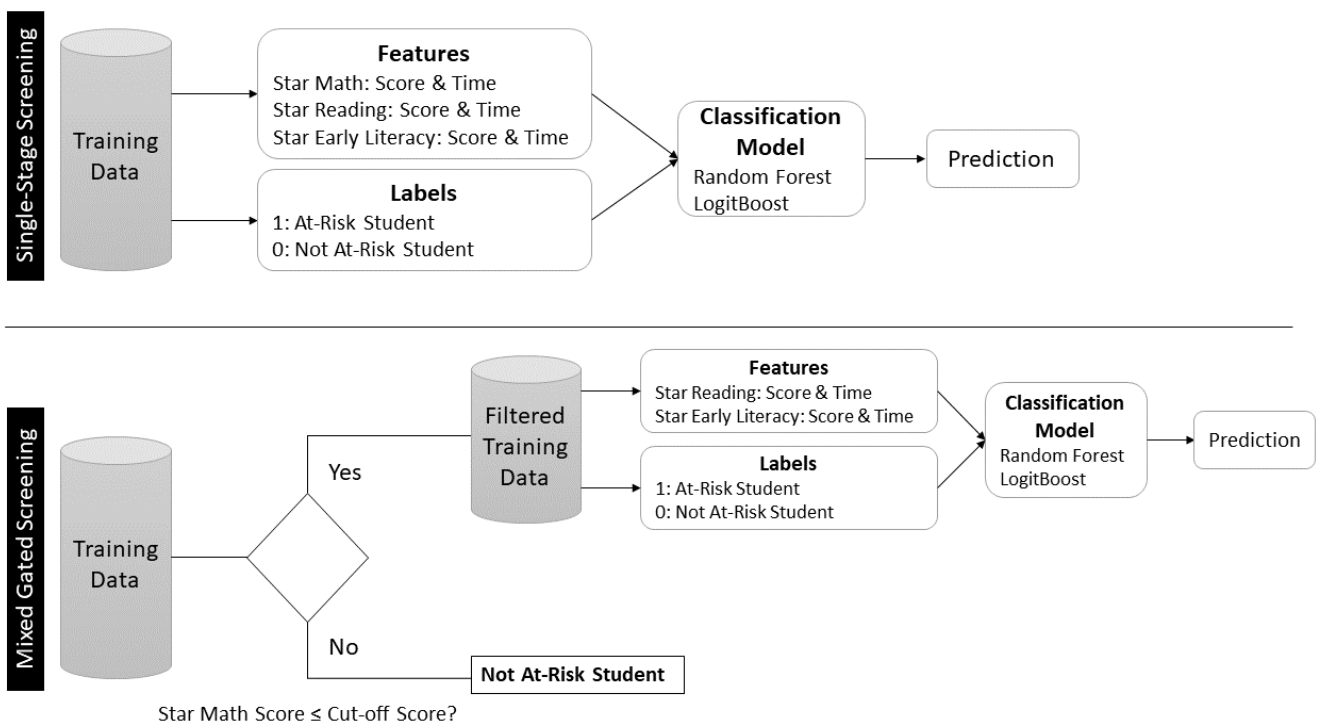 Single-Stage Screening
Training
Data
Features
Star Math: Score & Time
Star Reading: Score & Time
Star Early Literacy: Score & Time
Labels
1: At-Risk Student
0: Not At-Risk Student
Classification
Model
Random Forest
LogitBoost
Prediction
Mixed Gated Screening
Training
Data
Yes
No
Star Math Score ≤ Cut-off Score?
Not At-Risk Student
Filtered
Training
Data
Features
Star Reading: Score & Time
Star Early Literacy: Score & Time
Labels
1: At-Risk Student
0: Not At-Risk Student
Classification
Model
Random Forest
LogitBoost
Prediction